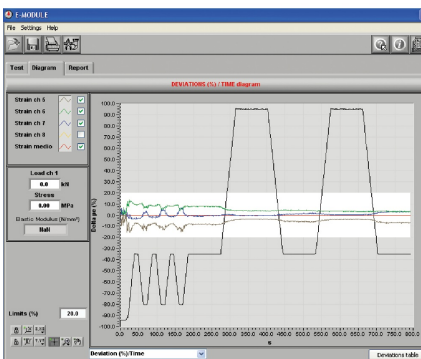 E-MODULE
File Settings Help
Test Diagram Report
DEVIATIONS (%) / TIME diagram
Strain ch 5
Strain ch 6
Strain ch 7
Strain ch 8
Strain medio
Load ch 1
0.0 kN
Stress
0.00 MPa
Elastic Modulus [N/mm²]
NaN
Limits (%) 20.0
Delta pe (%)
100.0
90.0
80.0
70.0
60.0
50.0
40.0
30.0
20.0
10.0
0.0
-10.0
-20.0
-30.0
-40.0
-50.0
-60.0
-70.0
-80.0
-90.0
-100.0
0.0 50.0 100.0 150.0 200.0 250.0 300.0 350.0 400.0 450.0 500.0 550.0 600.0 650.0 700.0 750.0 800.0
s
Deviation (%)/Time
Deviations table